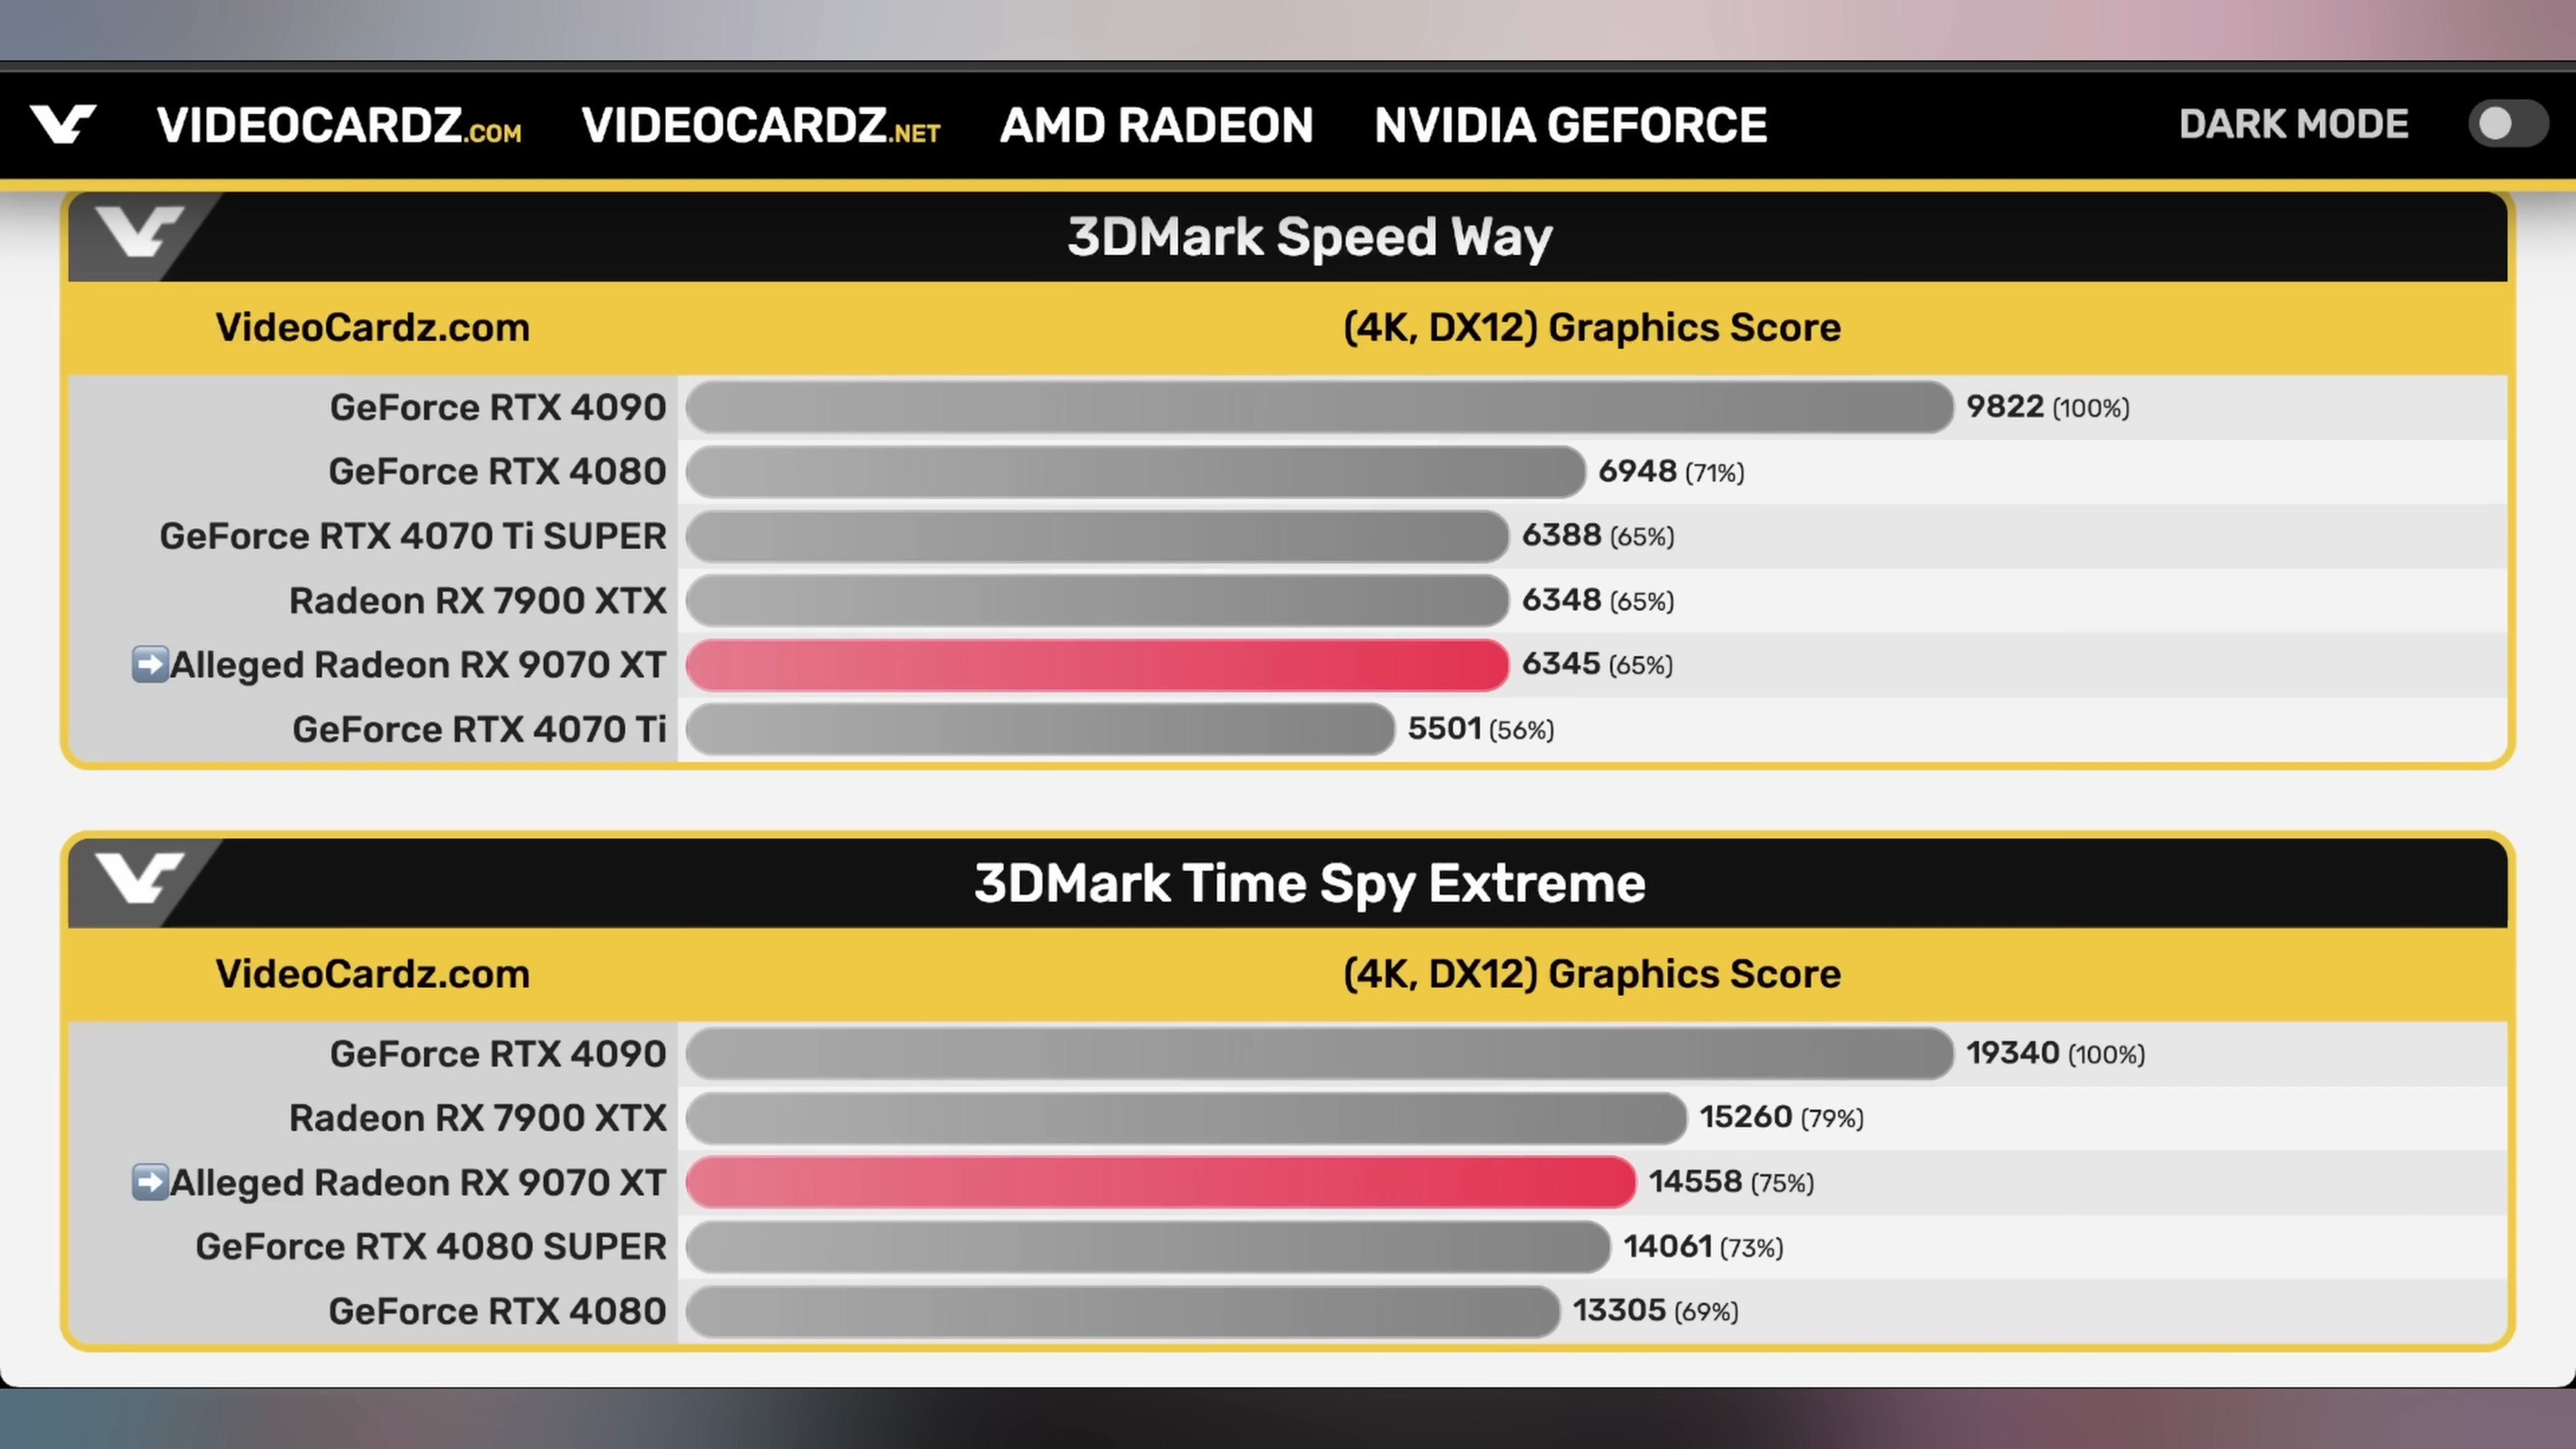 VIDEOCARDZ.COM VIDEOCARDZ.NET AMD RADEON NVIDIA GEFORCE DARK MODE
3DMark Speed Way
VideoCardz.com (4K, DX12) Graphics Score
GeForce RTX 4090 9822 (100%)
GeForce RTX 4080 6948 (71%)
GeForce RTX 4070 Ti SUPER 6388 (65%)
Radeon RX 7900 XTX 6348 (65%)
➡Alleged Radeon RX 9070 XT 6345 (65%)
GeForce RTX 4070 Ti 5501 (56%)
3DMark Time Spy Extreme
VideoCardz.com (4K, DX12) Graphics Score
GeForce RTX 4090 19340 (100%)
Radeon RX 7900 XTX 15260 (79%)
➡Alleged Radeon RX 9070 XT 14558 (75%)
GeForce RTX 4080 SUPER 14061 (73%)
GeForce RTX 4080 13305 (69%)